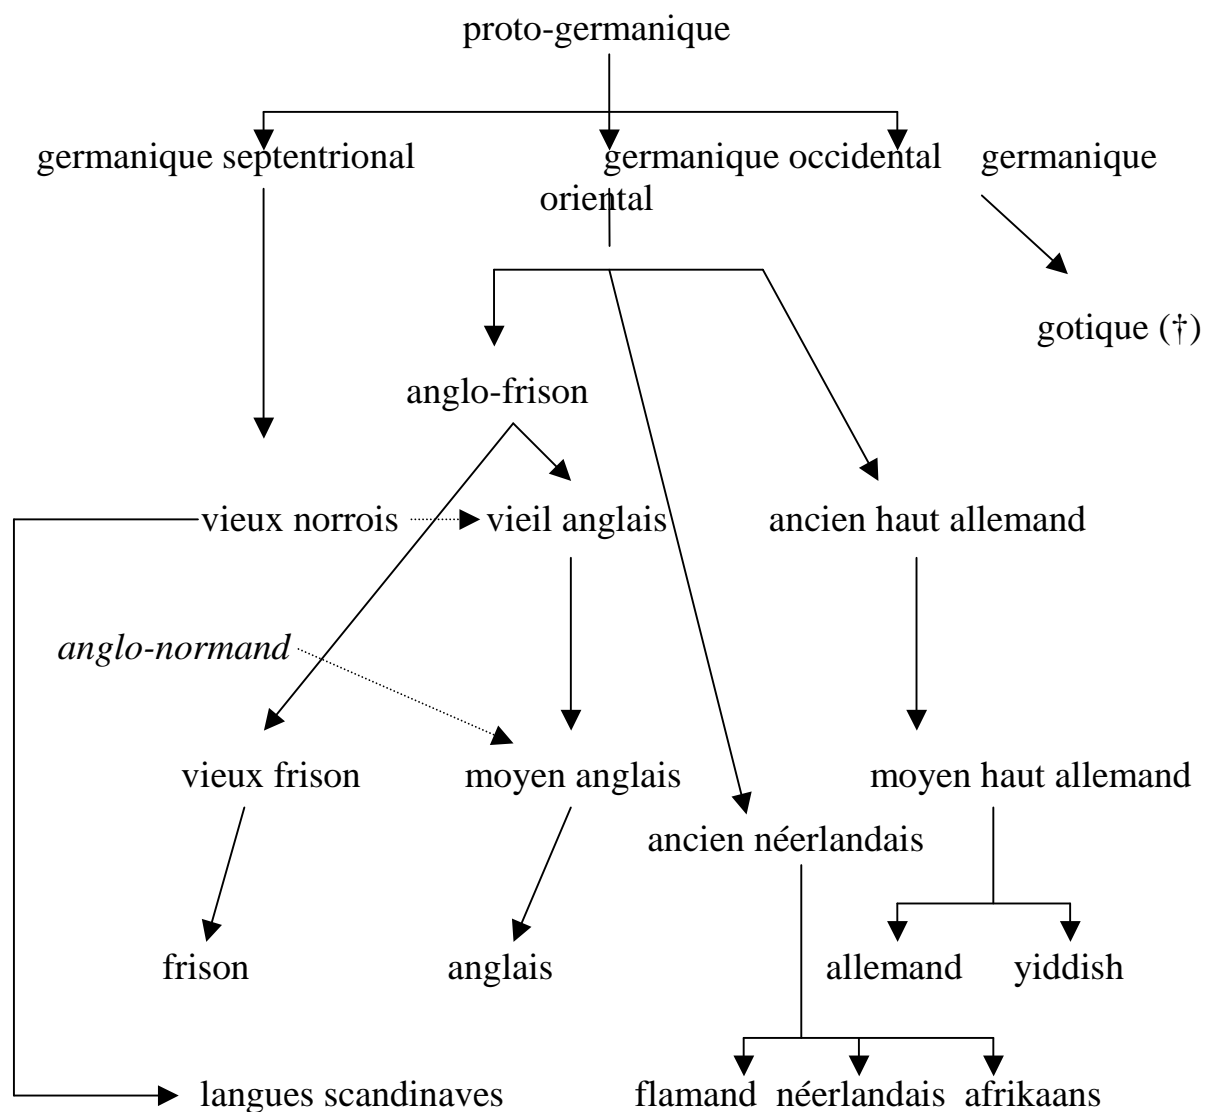 proto-germanique
germanique septentrional germanique occidental germanique
oriental
gotique (†)
anglo-frison
vieux norrois vieil anglais ancien haut allemand
anglo-normand
vieux frison moyen anglais moyen haut allemand
ancien néerlandais
frison anglais allemand yiddish
langues scandinaves flamand néerlandais afrikaans